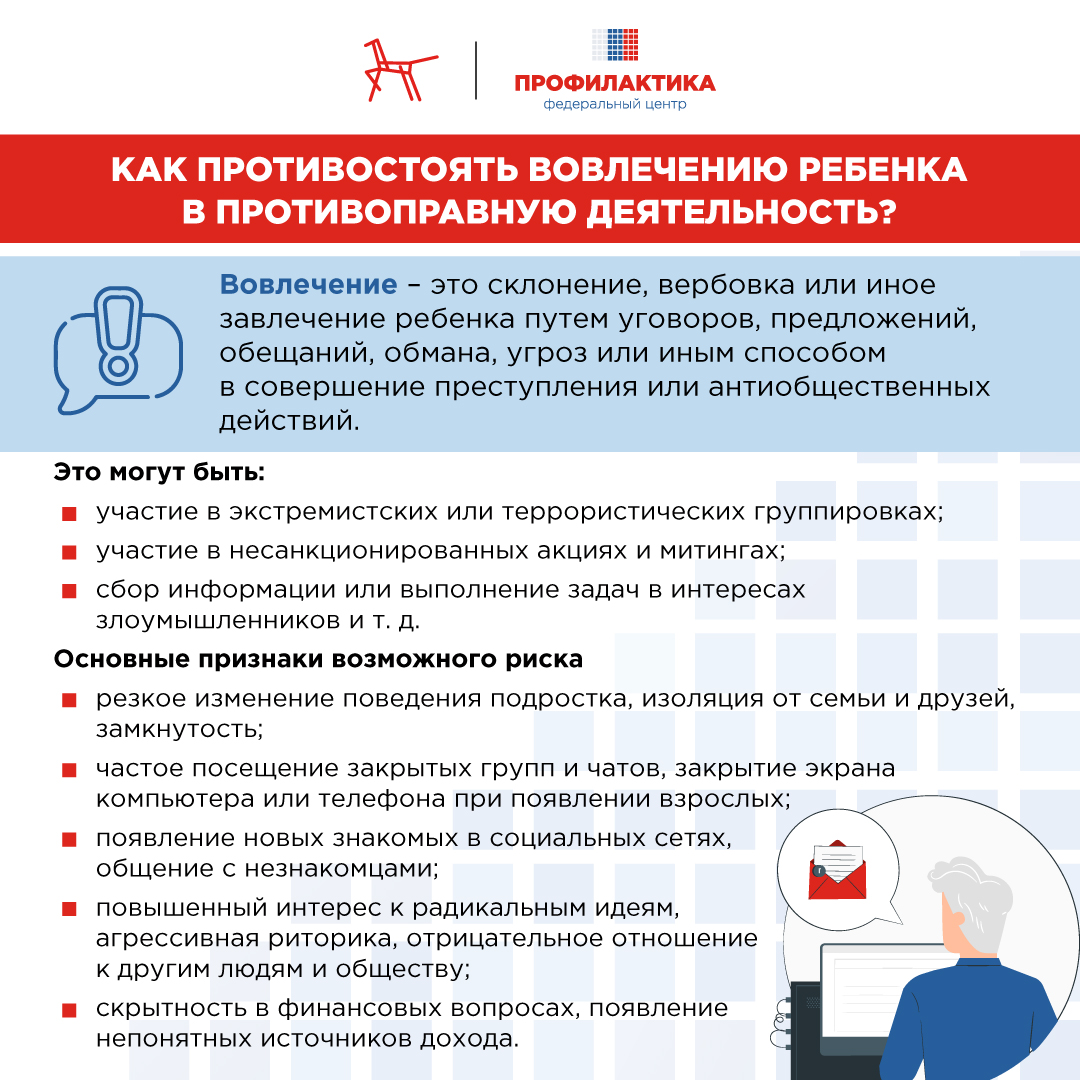 ПРОФИЛАКТИКА
федеральный центр
КАК ПРОТИВОСТОЯТЬ ВОВЛЕЧЕНИЮ РЕБЕНКА
В ПРОТИВОПРАВНУЮ ДЕЯТЕЛЬНОСТЬ?
Вовлечение – это склонение, вербовка или иное
завлечение ребенка путем уговоров, предложений,
обещаний, обмана, угроз или иным способом
в совершение преступления или антиобщественных
действий.
Это могут быть:
участие в экстремистских или террористических группировках;
участие в несанкционированных акциях и митингах;
сбор информации или выполнение задач в интересах
злоумышленников и т. д.
Основные признаки возможного риска
резкое изменение поведения подростка, изоляция от семьи и друзей,
замкнутость;
частое посещение закрытых групп и чатов, закрытие экрана
компьютера или телефона при появлении взрослых;
появление новых знакомых в социальных сетях,
общение с незнакомцами;
повышенный интерес к радикальным идеям,
агрессивная риторика, отрицательное отношение
к другим людям и обществу;
скрытность в финансовых вопросах, появление
непонятных источников дохода.